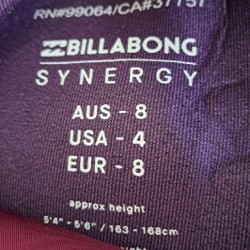 RN#99064/CA#37757
BILLABONG
SYNERGY
AUS - 8
USA - 4
EUR - 8
approx height
5'4" - 5'6" / 163 - 168cm